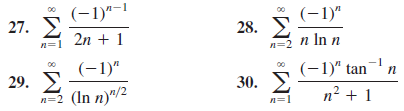 27. ∞ ∑ n=1 (-1)^(n-1) / (2n + 1)
28. ∞ ∑ n=2 (-1)^n / (n ln n)
29. ∞ ∑ n=2 (-1)^n / (ln n)^(n/2)
30. ∞ ∑ n=1 (-1)^n tan^(-1) n / (n^2 + 1)